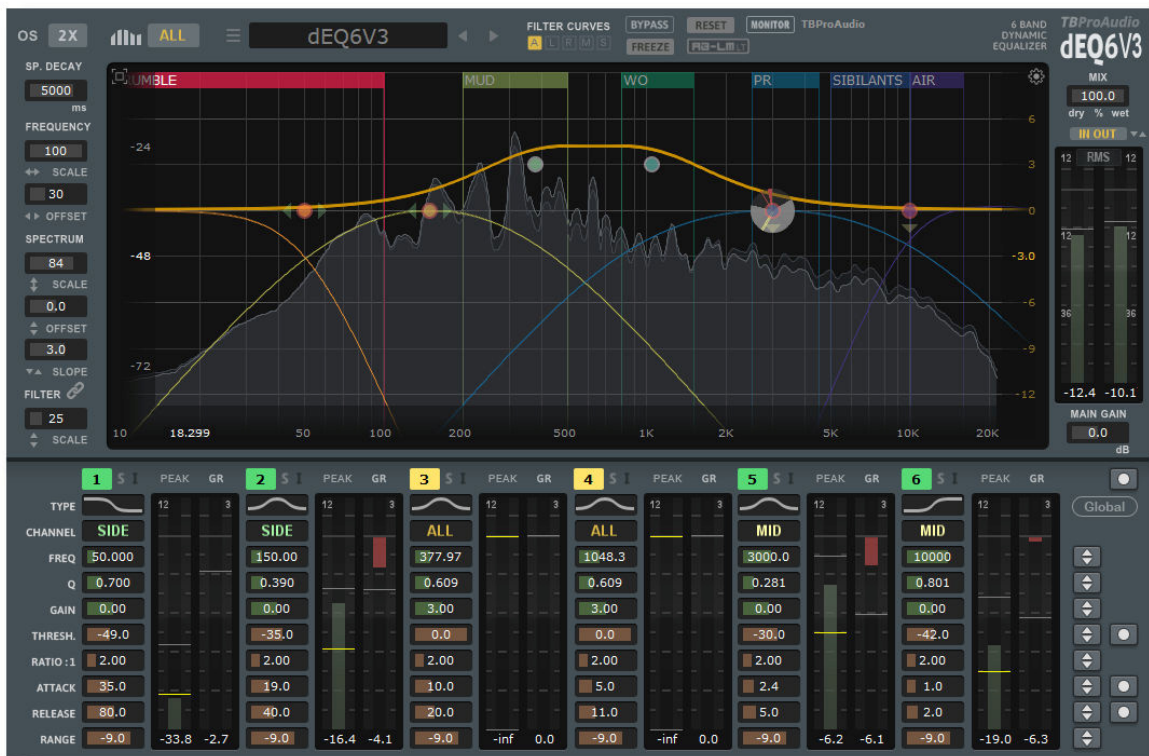 OS 2X ALL dEQ6V3 FILTER CURVES BYPASS RESET MONITOR TBProAudio 6 BAND DYNAMIC EQUALIZER TBProAudio dEQ6V3
A L R M S FREEZE
SP. DECAY
5000
ms
FREQUENCY
100
SCALE
30
OFFSET
SPECTRUM
84
SCALE
0.0
OFFSET
3.0
SLOPE
FILTER
25
SCALE
UMBLE MUD WO PR SIBILANTS AIR
-24
-48
-72
6
3
0
-3.0
-6
-9
-12
10 18.299 50 100 200 500 1K 2K 5K 10K 20K
MIX
100.0
dry % wet
IN OUT
12 RMS 12
12 12
36 36
-12.4 -10.1
MAIN GAIN
0.0
dB
1 S I PEAK GR 2 S I PEAK GR 3 S I PEAK GR 4 S I PEAK GR 5 S I PEAK GR 6 S I PEAK GR
TYPE 12 3 12 3 12 3 12 3 12 3 12 3 Global
CHANNEL SIDE SIDE ALL ALL MID MID
FREQ 50.000 150.00 377.97 1048.3 3000.0 10000
Q 0.700 0.390 0.609 0.609 0.281 0.801
GAIN 0.00 0.00 3.00 3.00 0.00 0.00
THRESH. -49.0 -35.0 0.0 0.0 -30.0 -42.0
RATIO:1 2.00 2.00 2.00 2.00 2.00 2.00
ATTACK 35.0 19.0 10.0 5.0 2.4 1.0
RELEASE 80.0 40.0 20.0 11.0 5.0 2.0
RANGE -9.0 -33.8 -2.7 -9.0 -16.4 -4.1 -9.0 -inf 0.0 -9.0 -inf 0.0 -9.0 -6.2 -6.1 -9.0 -19.0 -6.3